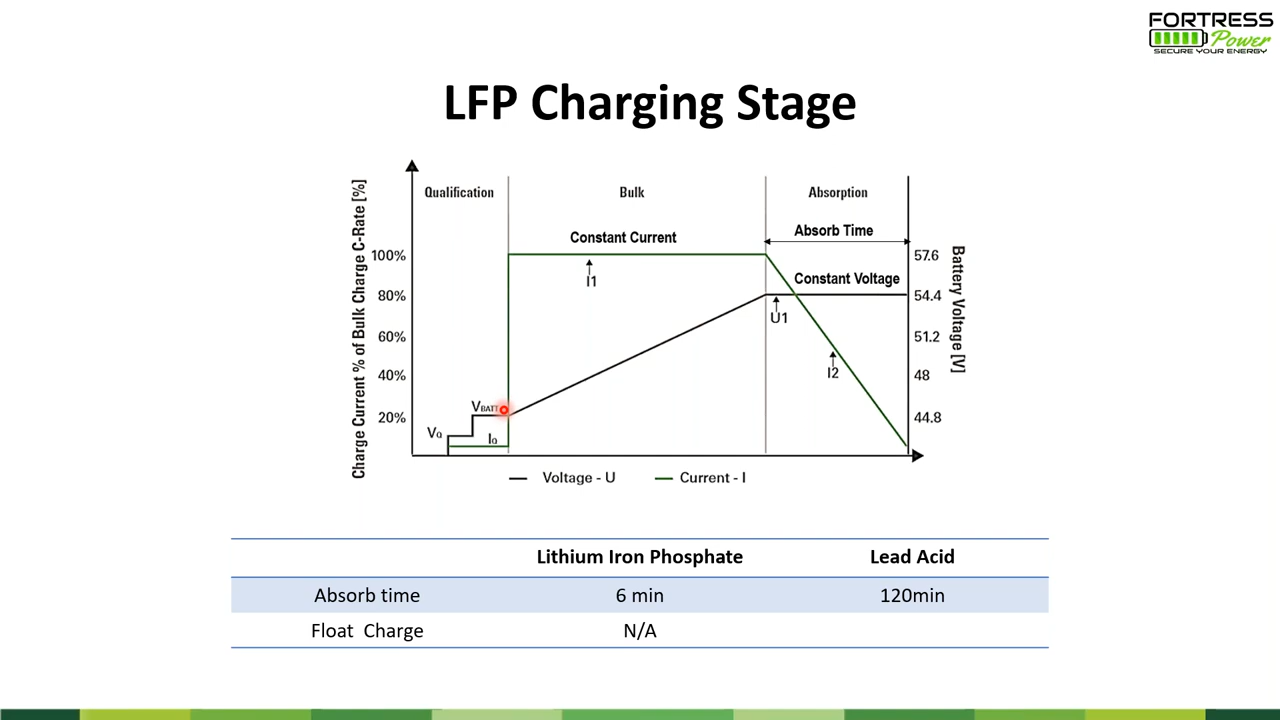 FORTRESS
Power
SECURE YOUR ENERGY
LFP Charging Stage
Charge Current % of Bulk Charge C-Rate [%]
Qualification
Bulk
Absorption
Constant Current
Absorb Time
100%
57.6
Constant Voltage
I1
80%
54.4
U1
60%
51.2
I2
40%
48
VBATT
20%
44.8
VQ
IQ
Battery Voltage [V]
Voltage - U
Current - I
Lithium Iron Phosphate Lead Acid
Absorb time 6 min 120min
Float Charge N/A